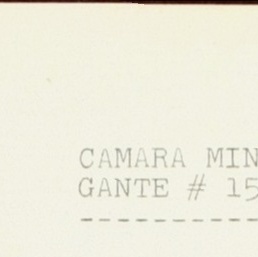 CAMARA MIN
GANTE # 15
-----------